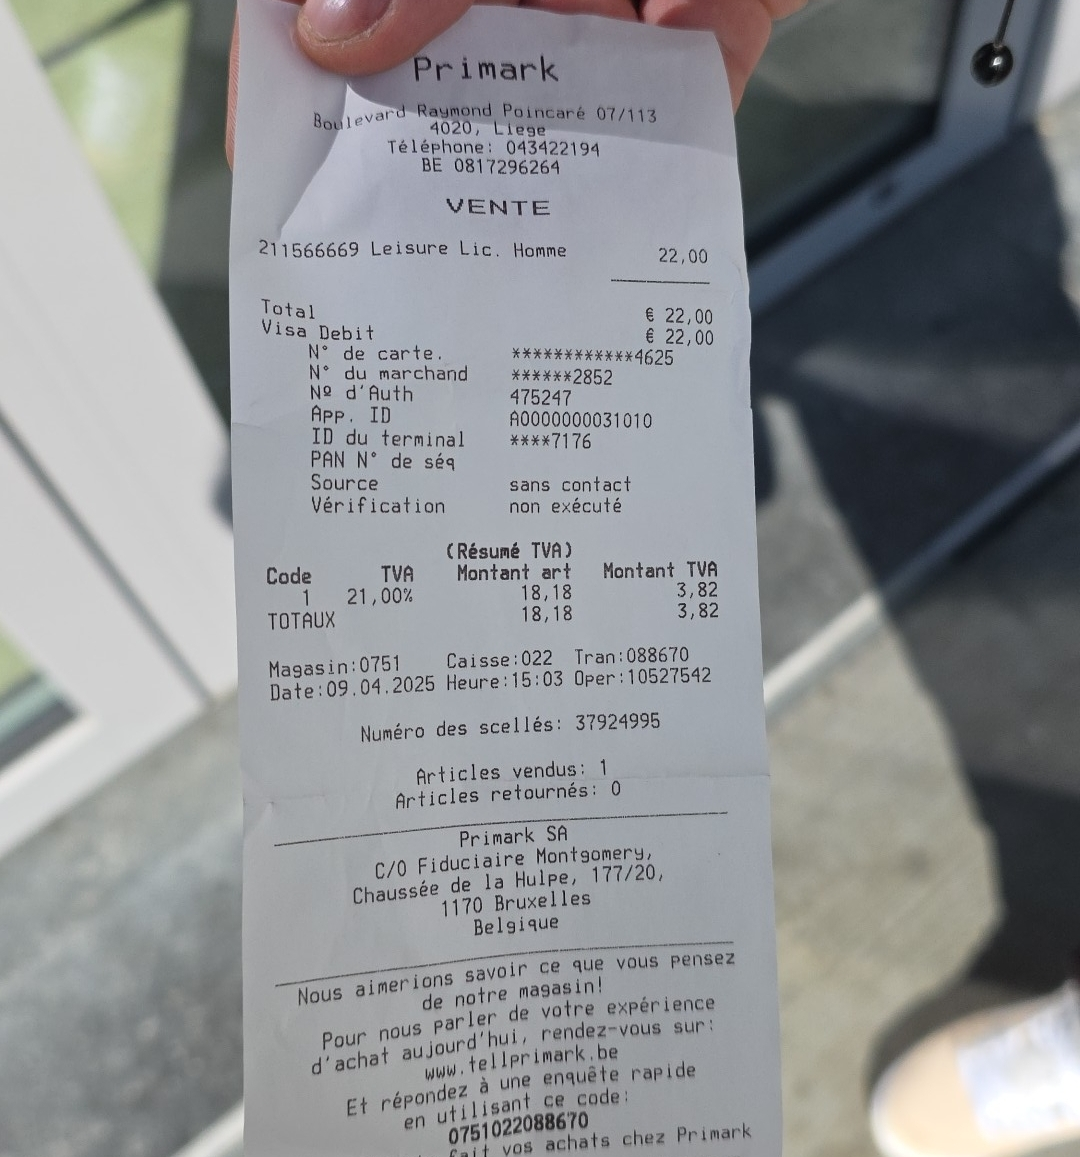 Primark
Boulevard Raymond Poincaré 07/113
4020, Liege
Téléphone: 043422194
BE 0817296264
VENTE
211566669 Leisure Lic. Homme 22,00
Total € 22,00
Visa Debit € 22,00
N° de carte. ************4625
N° du marchand ******2852
Nº d'Auth 475247
App. ID A0000000031010
ID du terminal ****7176
PAN N° de séq
Source sans contact
Vérification non exécuté
(Résumé TVA)
Code TVA Montant art Montant TVA
1 21,00% 18,18 3,82
TOTAUX 18,18 3,82
Magasin:0751 Caisse:022 Tran:088670
Date:09.04.2025 Heure:15:03 Oper:10527542
Numéro des scellés: 37924995
Articles vendus: 1
Articles retournés: 0
Primark SA
C/O Fiduciaire Montgomery,
Chaussée de la Hulpe, 177/20,
1170 Bruxelles
Belgique
Nous aimerions savoir ce que vous pensez
de notre magasin!
Pour nous parler de votre expérience
d'achat aujourd'hui, rendez-vous sur:
www.tellprimark.be
Et répondez à une enquête rapide
en utilisant ce code:
0751022088670
fait vos achats chez Primark